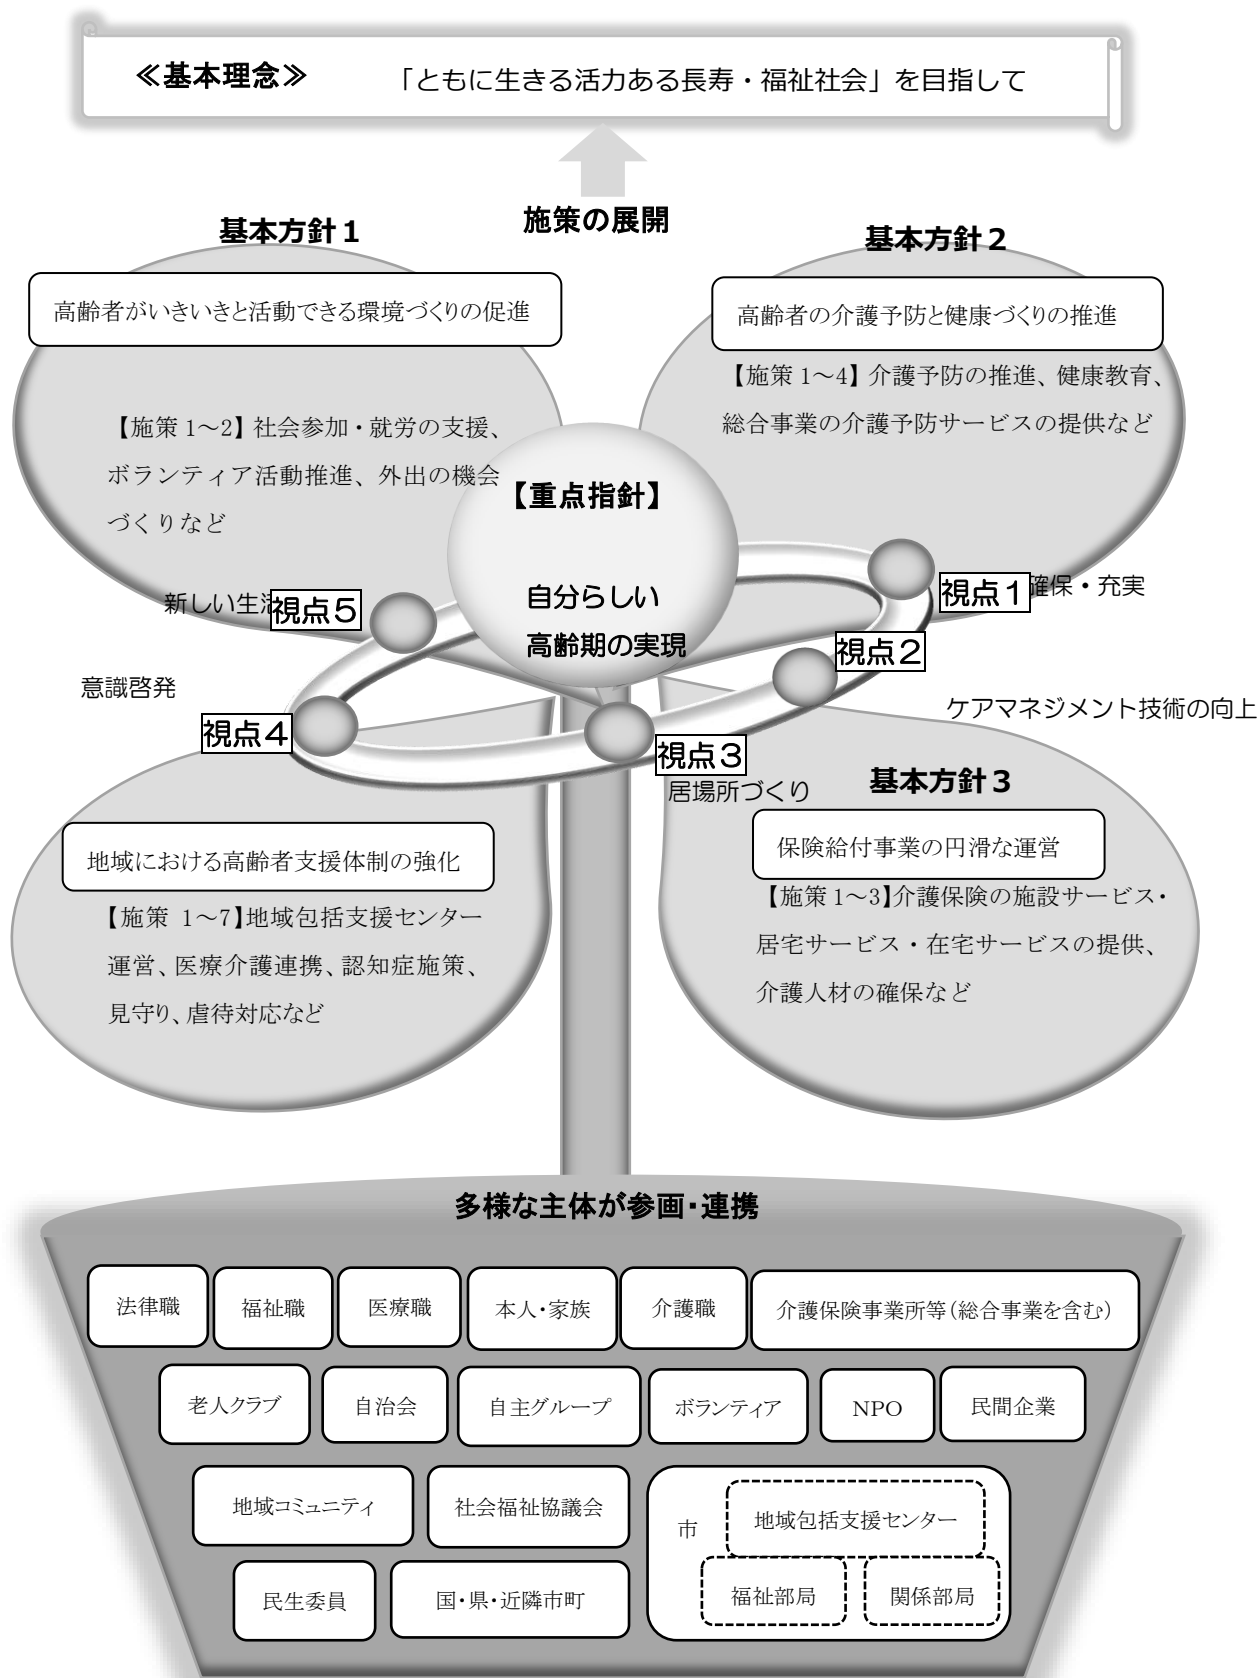 ≪基本理念≫ 「ともに生きる活力ある長寿・福祉社会」を目指して
施策の展開
基本方針1
高齢者がいきいきと活動できる環境づくりの促進
【施策 1～2】社会参加・就労の支援、
ボランティア活動推進、外出の機会
づくりなど
基本方針2
高齢者の介護予防と健康づくりの推進
【施策 1～4】介護予防の推進、健康教育、
総合事業の介護予防サービスの提供など
【重点指針】
自分らしい
高齢期の実現
視点1
確保・充実
視点2
ケアマネジメント技術の向上
視点3
居場所づくり
視点4
意識啓発
視点5
新しい生活
地域における高齢者支援体制の強化
【施策 1～7】地域包括支援センター
運営、医療介護連携、認知症施策、
見守り、虐待対応など
基本方針3
保険給付事業の円滑な運営
【施策 1～3】介護保険の施設サービス・
居宅サービス・在宅サービスの提供、
介護人材の確保など
多様な主体が参画・連携
法律職
福祉職
医療職
本人・家族
介護職
介護保険事業所等(総合事業を含む)
老人クラブ
自治会
自主グループ
ボランティア
NPO
民間企業
地域コミュニティ
社会福祉協議会
市
地域包括支援センター
福祉部局
関係部局
民生委員
国・県・近隣市町